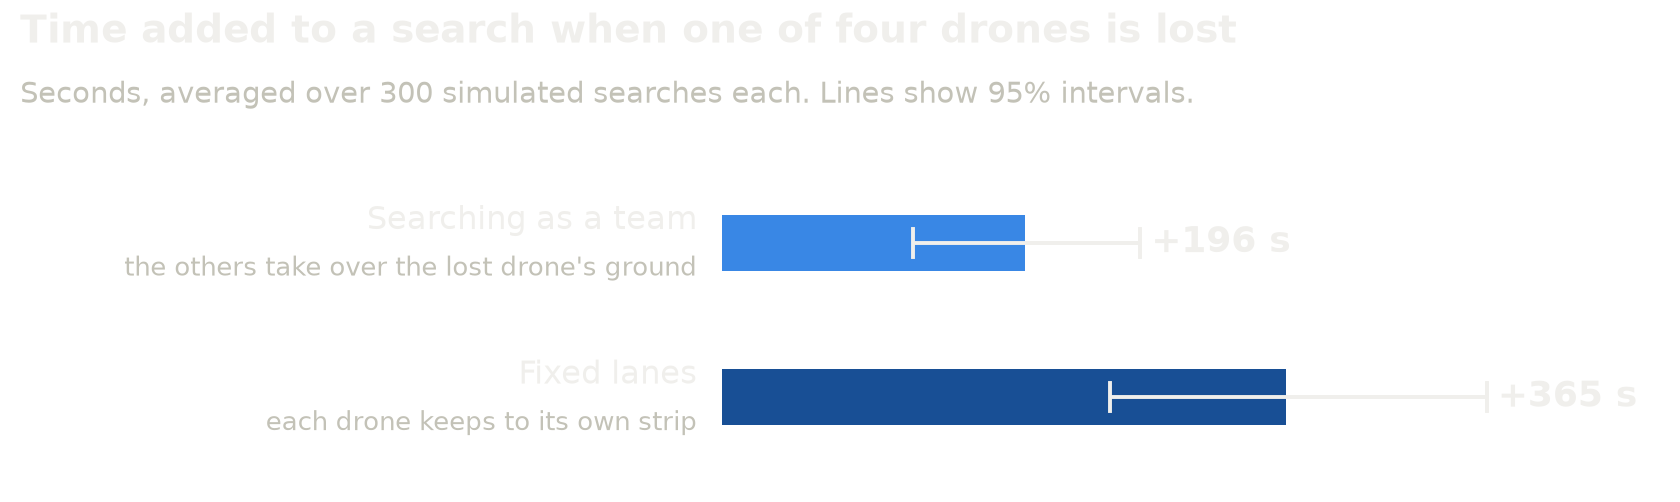 Time added to a search when one of four drones is lost
Seconds, averaged over 300 simulated searches each. Lines show 95% intervals.
Searching as a team
the others take over the lost drone's ground
+196 s
Fixed lanes
each drone keeps to its own strip
+365 s